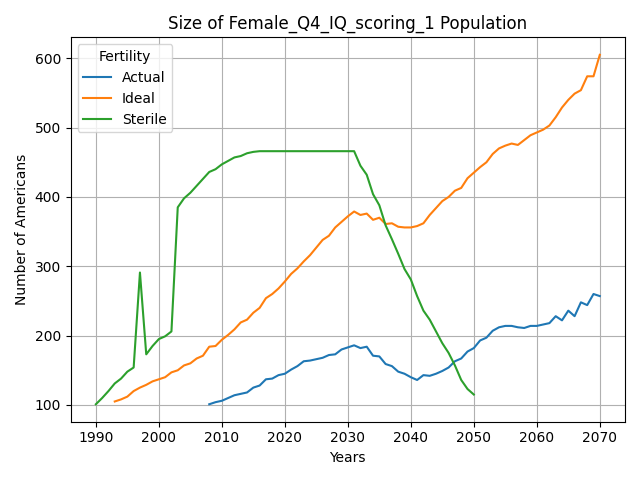 Size of Female_Q4_IQ_scoring_1 Population
Number of Americans
600
500
400
300
200
100
Fertility
Actual
Ideal
Sterile
1990 2000 2010 2020 2030 2040 2050 2060 2070
Years